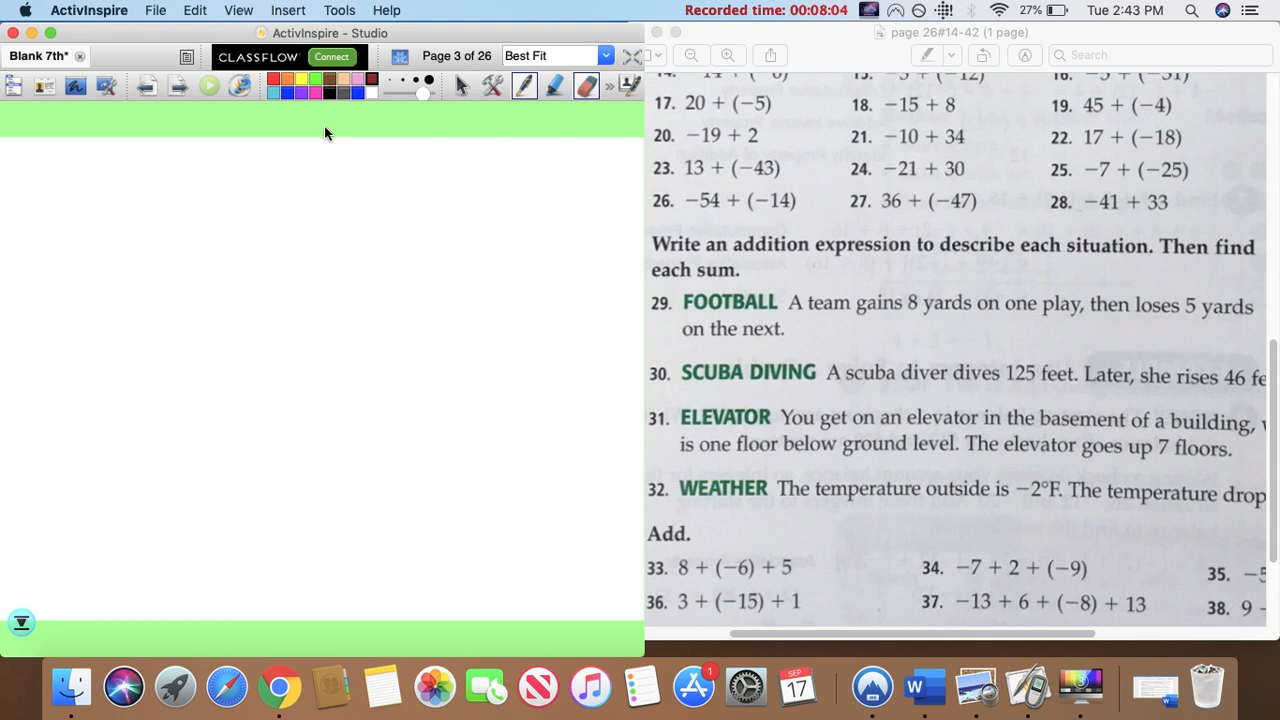 ActivInspire File Edit View Insert Tools Help Recorded time: 00:08:04 27% Tue 2:43 PM
ActivInspire - Studio
Blank 7th* CLASSFLOW Connect Page 3 of 26 Best Fit
page 26#14-42 (1 page)
Search
17. 20 + (−5) 18. −15 + 8 19. 45 + (−4)
20. −19 + 2 21. −10 + 34 22. 17 + (−18)
23. 13 + (−43) 24. −21 + 30 25. −7 + (−25)
26. −54 + (−14) 27. 36 + (−47) 28. −41 + 33
Write an addition expression to describe each situation. Then find
each sum.
29. FOOTBALL A team gains 8 yards on one play, then loses 5 yards
on the next.
30. SCUBA DIVING A scuba diver dives 125 feet. Later, she rises 46 fe
31. ELEVATOR You get on an elevator in the basement of a building,
is one floor below ground level. The elevator goes up 7 floors.
32. WEATHER The temperature outside is −2°F. The temperature drop
Add.
33. 8 + (−6) + 5 34. −7 + 2 + (−9) 35. −5
36. 3 + (−15) + 1 37. −13 + 6 + (−8) + 13 38. 9 −
1
SEP
17